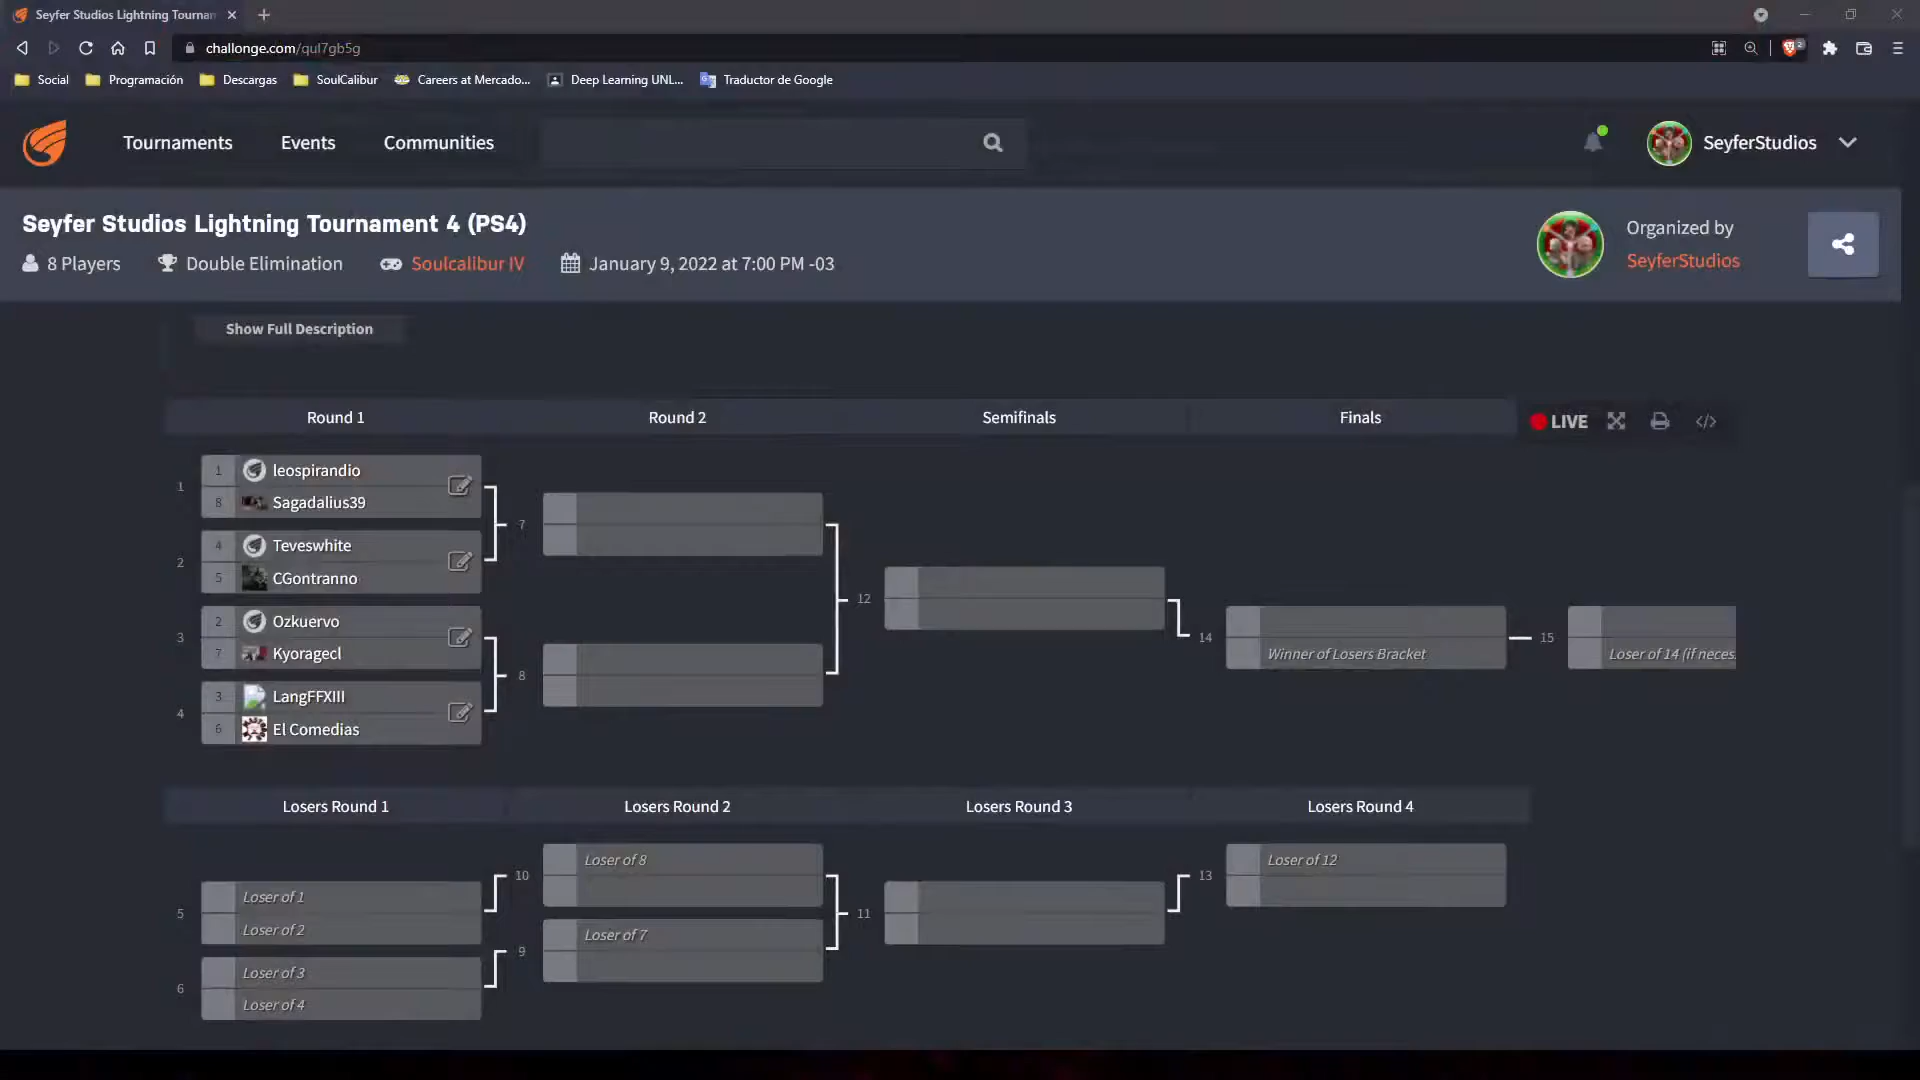 Seyfer Studios Lightning Tournam
challonge.com/qul7gb5g
2
Social
Programación
Descargas
SoulCalibur
Careers at Mercado...
Deep Learning UNL...
Traductor de Google
Tournaments
Events
Communities
SeyferStudios
Seyfer Studios Lightning Tournament 4 (PS4)
8 Players
Double Elimination
Soulcalibur IV
January 9, 2022 at 7:00 PM -03
Organized by
SeyferStudios
Show Full Description
Round 1
Round 2
Semifinals
Finals
LIVE
1
1 leospirandio
8 Sagadalius39
2
4 Teveswhite
5 CGontranno
3
2 Ozkuervo
7 Kyoragecl
4
3 LangFFXIII
6 El Comedias
7
8
12
14
Winner of Losers Bracket
15
Loser of 14 (if neces.
Losers Round 1
Losers Round 2
Losers Round 3
Losers Round 4
5
Loser of 1
Loser of 2
6
Loser of 3
Loser of 4
10
Loser of 8
9
Loser of 7
11
13
Loser of 12